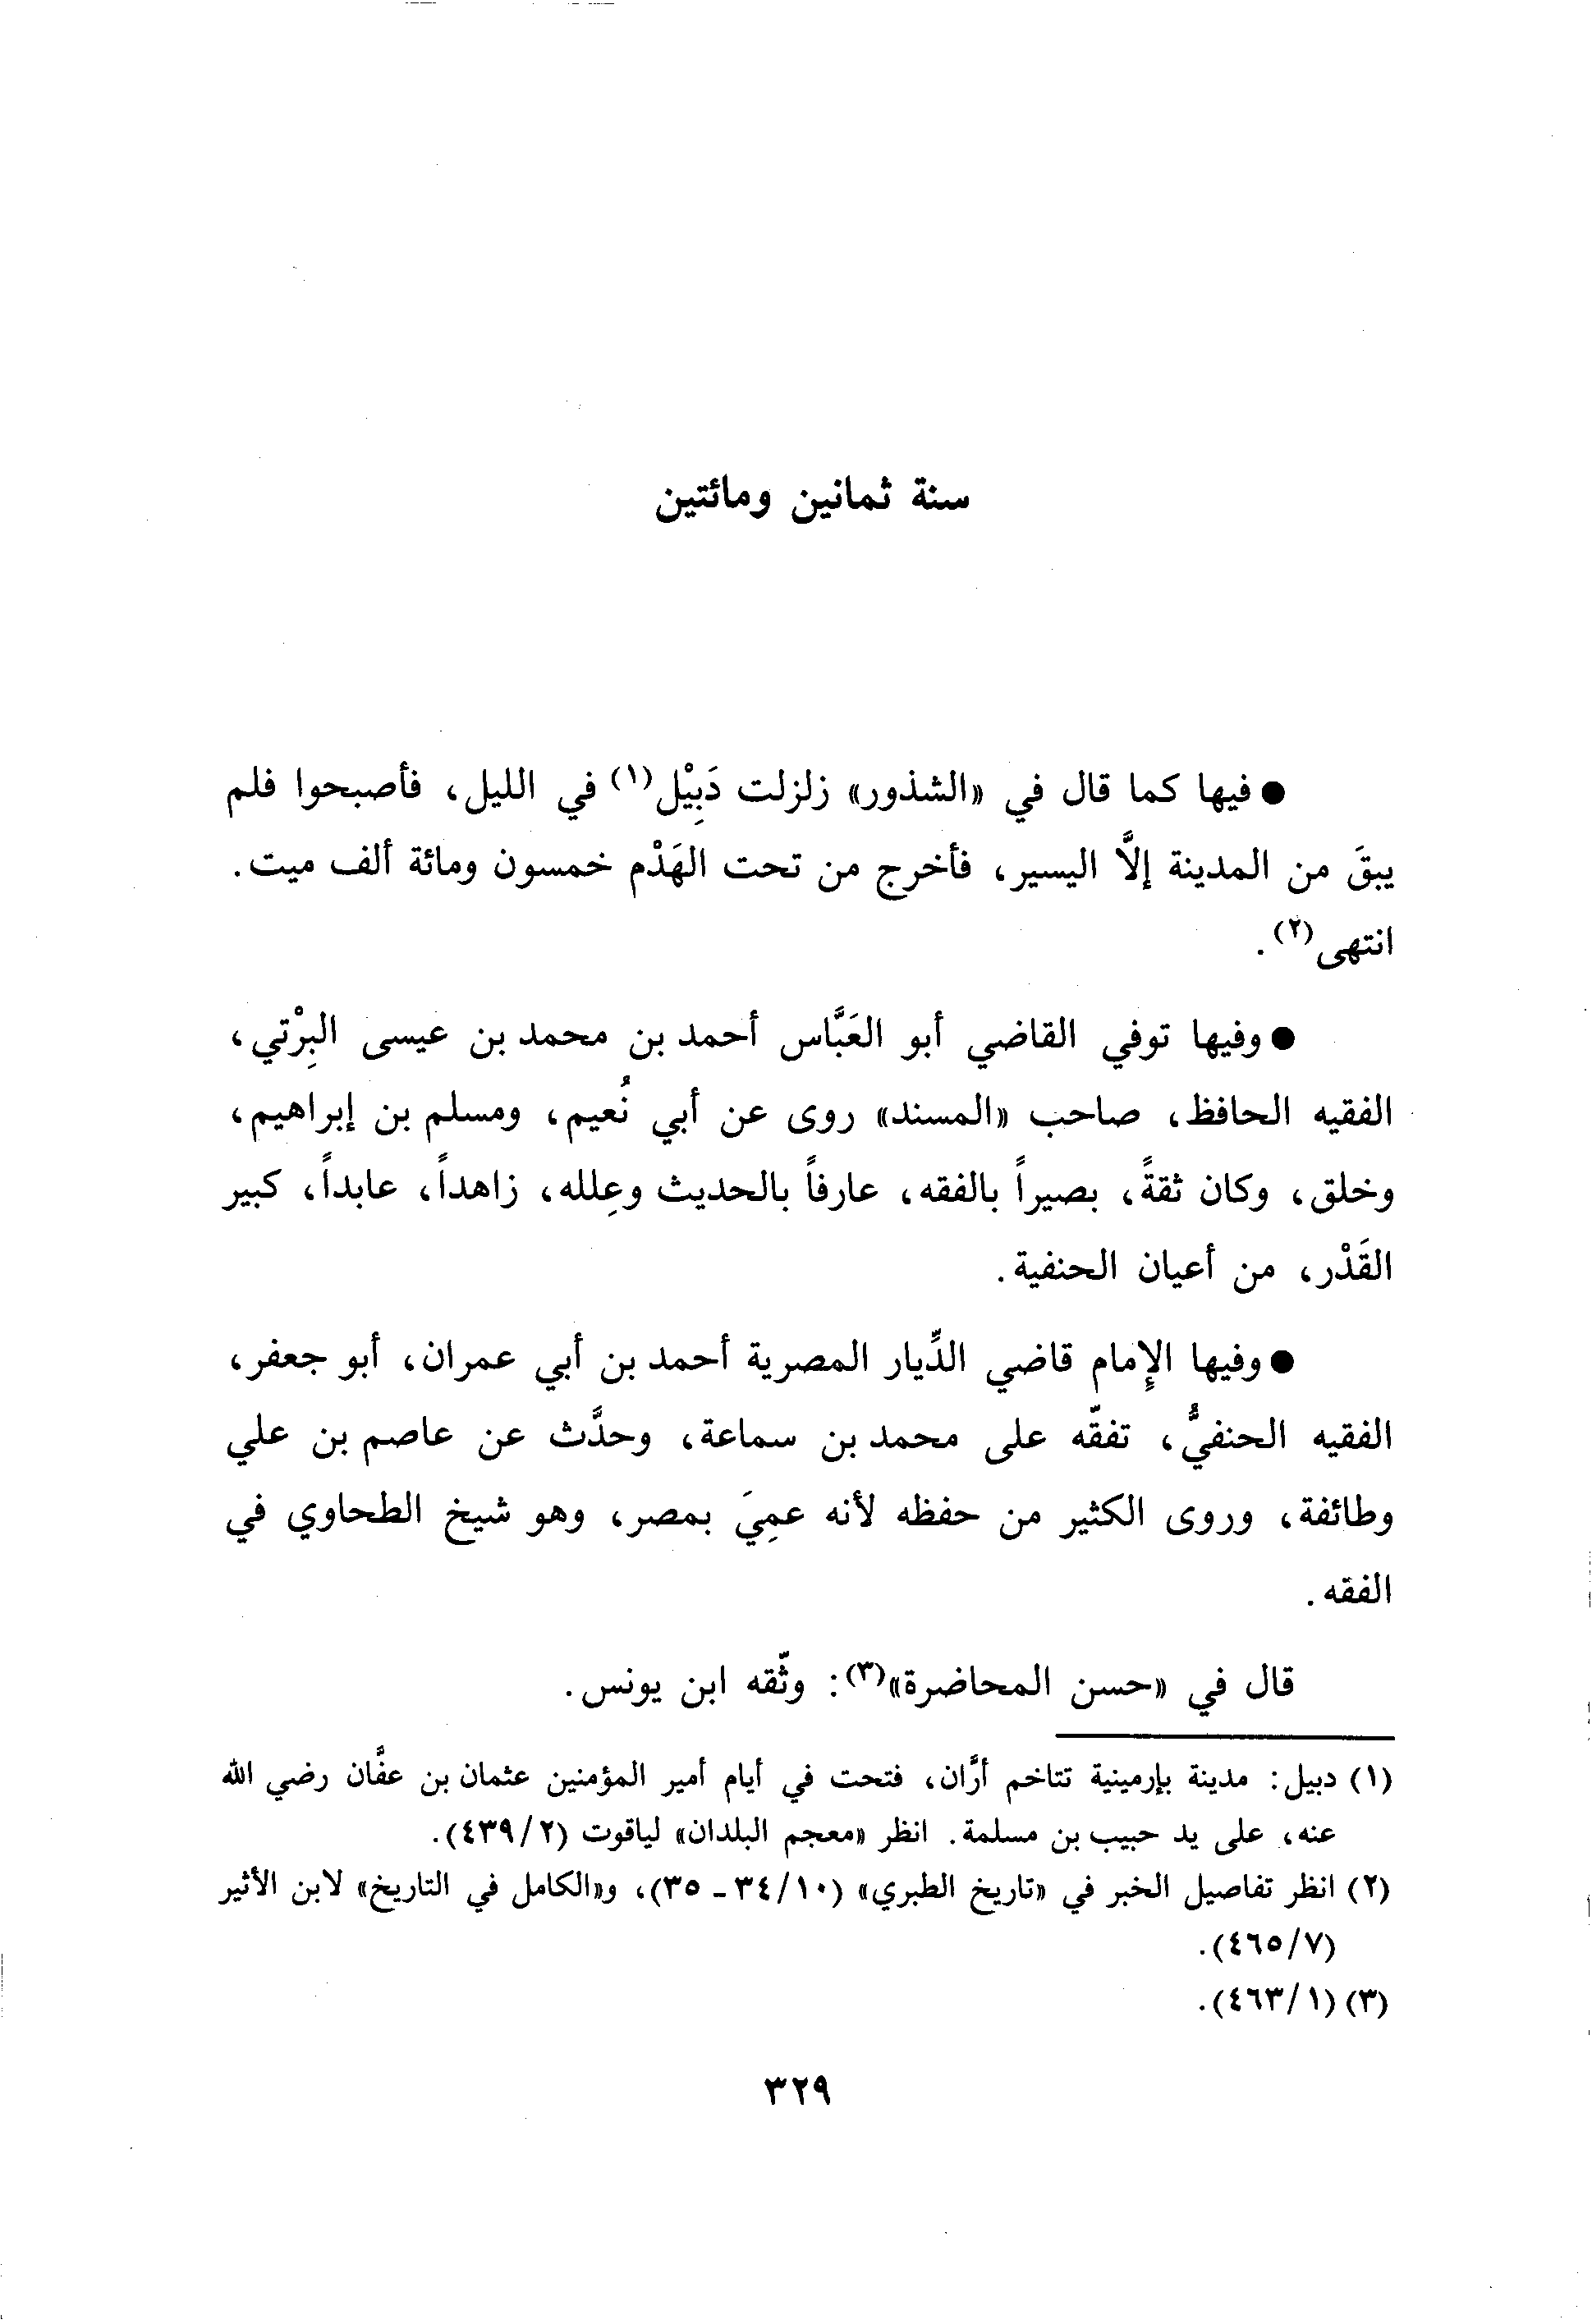 سنة ثمانين ومائتين
● فيها كما قال في «الشذور» زلزلت دَبِيْل(١) في الليل، فأصبحوا فلم
يبقَ من المدينة إلَّا اليسير، فأخرج من تحت الهَدْم خمسون ومائة ألف ميت.
انتهى(٢).
● وفيها توفي القاضي أبو العَبَّاس أحمد بن محمد بن عيسى البِرْتي،
الفقيه الحافظ، صاحب «المسند» روى عن أبي نُعيم، ومسلم بن إبراهيم،
وخلق، وكان ثقةً، بصيراً بالفقه، عارفاً بالحديث وعِلله، زاهداً، عابداً، كبير
القَدْر، من أعيان الحنفية.
● وفيها الإِمام قاضي الدِّيار المصرية أحمد بن أبي عمران، أبو جعفر،
الفقيه الحنفيُّ، تفقّه على محمد بن سماعة، وحدَّث عن عاصم بن علي
وطائفة، وروى الكثير من حفظه لأنه عمِيَ بمصر، وهو شيخ الطحاوي في
الفقه.
قال في «حسن المحاضرة»(٣): وثّقه ابن يونس.
(١) دبيل: مدينة بإرمينية تتاخم أرَّان، فتحت في أيام أمير المؤمنين عثمان بن عفَّان رضي الله
عنه، على يد حبيب بن مسلمة. انظر «معجم البلدان» لياقوت (٢/ ٤٣٩).
(٢) انظر تفاصيل الخبر في «تاريخ الطبري» (١٠/ ٣٤ - ٣٥)، و«الكامل في التاريخ» لابن الأثير
(٧/ ٤٦٥).
(٣) (١/ ٤٦٣).
٣٢٩